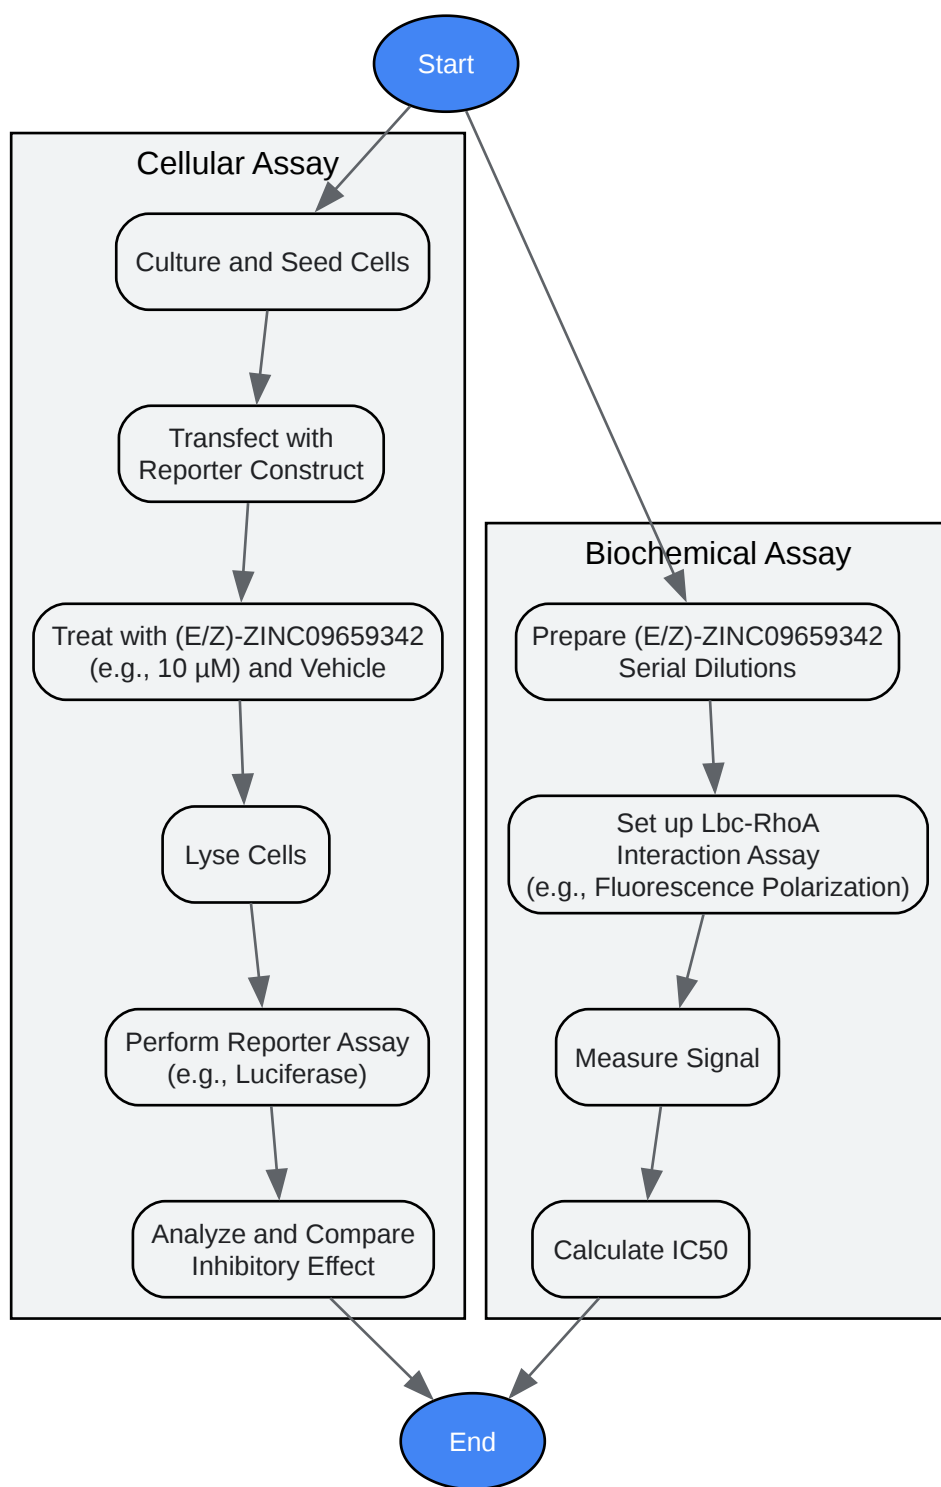 Start
Cellular Assay
Culture and Seed Cells
Transfect with
Reporter Construct
Treat with (E/Z)-ZINC09659342
(e.g., 10 µM) and Vehicle
Lyse Cells
Perform Reporter Assay
(e.g., Luciferase)
Analyze and Compare
Inhibitory Effect
Biochemical Assay
Prepare (E/Z)-ZINC09659342
Serial Dilutions
Set up Lbc-RhoA
Interaction Assay
(e.g., Fluorescence Polarization)
Measure Signal
Calculate IC50
End